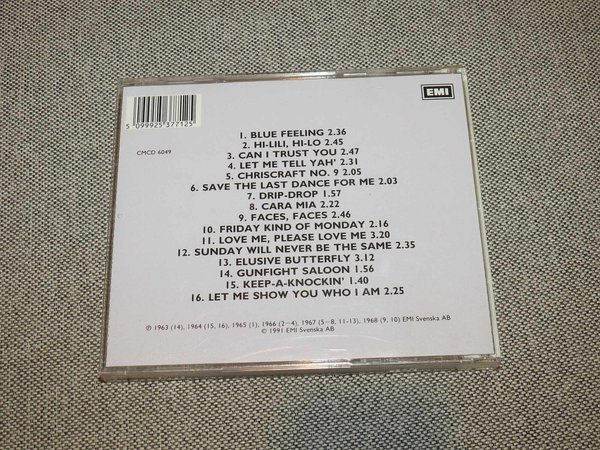 EMI
5 099925 377125
CMCD 6049
1. BLUE FEELING 2.36
2. HI-LILI, HI-LO 2.45
3. CAN I TRUST YOU 2.47
4. LET ME TELL YAH' 2.31
5. CHRISCRAFT NO. 9 2.05
6. SAVE THE LAST DANCE FOR ME 2.03
7. DRIP-DROP 1.57
8. CARA MIA 2.22
9. FACES, FACES 2.46
10. FRIDAY KIND OF MONDAY 2.16
11. LOVE ME, PLEASE LOVE ME 3.20
12. SUNDAY WILL NEVER BE THE SAME 2.35
13. ELUSIVE BUTTERFLY 3.12
14. GUNFIGHT SALOON 1.56
15. KEEP-A-KNOCKIN' 1.40
16. LET ME SHOW YOU WHO I AM 2.25
℗ 1963 (14), 1964 (15, 16), 1965 (1), 1966 (2–4), 1967 (5–8, 11-13), 1968 (9, 10) EMI Svenska AB
© 1991 EMI Svenska AB